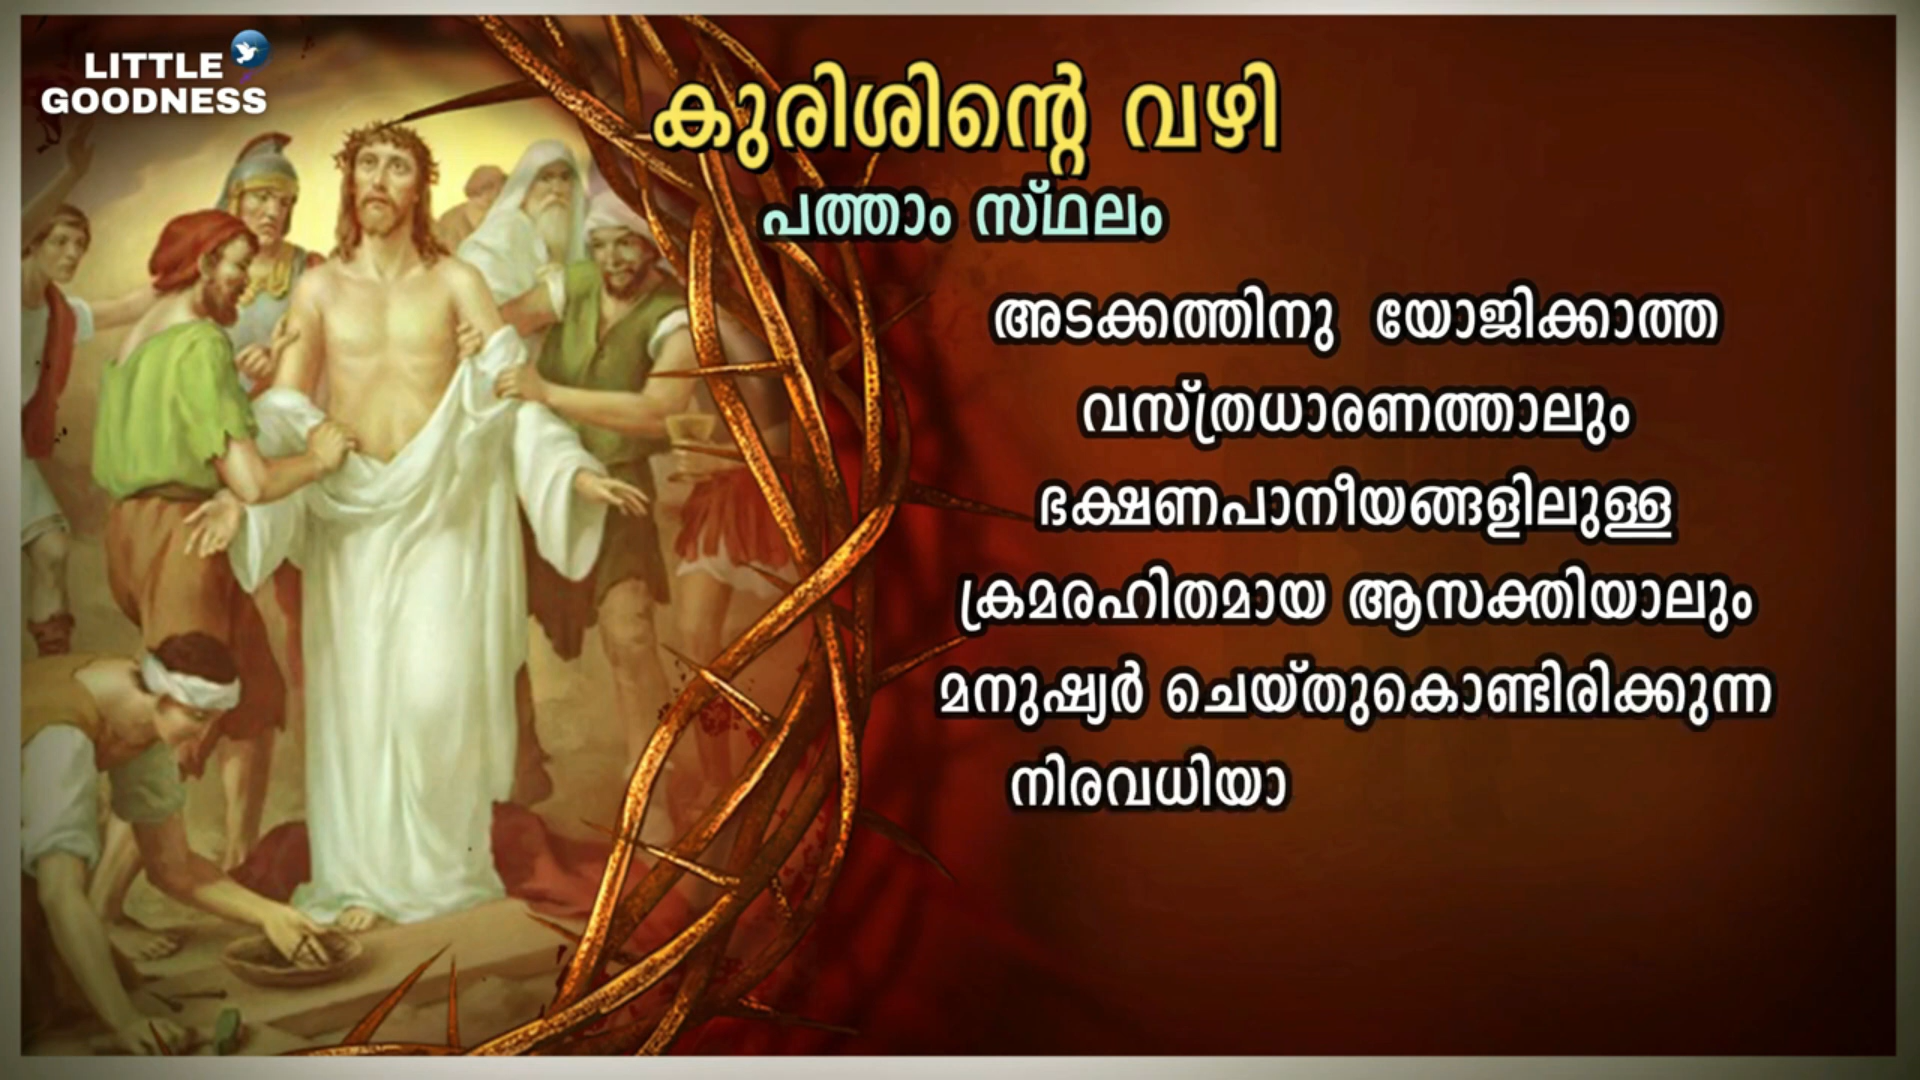 LITTLE
GOODNESS
കുരിശിന്റെ വഴി
പത്താം സ്ഥലം
അടക്കത്തിനു യോജിക്കാത്ത
വസ്ത്രധാരണത്താലും
ഭക്ഷണപാനീയങ്ങളിലുള്ള
ക്രമരഹിതമായ ആസക്തിയാലും
മനുഷ്യർ ചെയ്തുകൊണ്ടിരിക്കുന്ന
നിരവധിയാ